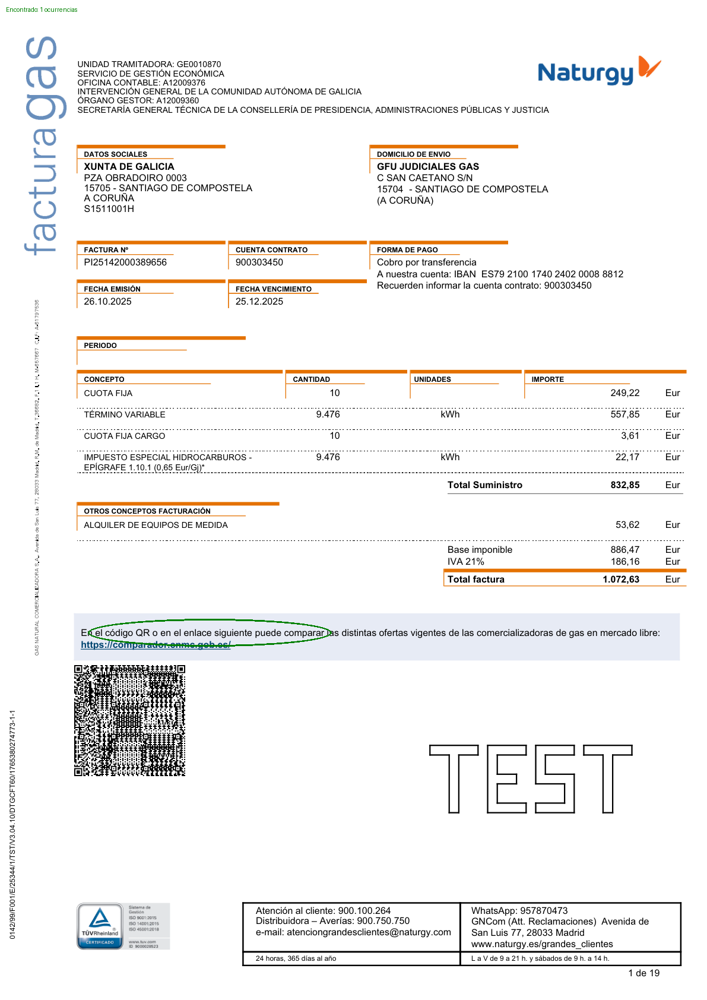 Encontrado: 1 ocurrencias
facturagas
UNIDAD TRAMITADORA: GE0010870
SERVICIO DE GESTIÓN ECONÓMICA
OFICINA CONTABLE: A12009376
INTERVENCIÓN GENERAL DE LA COMUNIDAD AUTÓNOMA DE GALICIA
ÓRGANO GESTOR: A12009360
SECRETARÍA GENERAL TÉCNICA DE LA CONSELLERÍA DE PRESIDENCIA, ADMINISTRACIONES PÚBLICAS Y JUSTICIA
Naturgy
DATOS SOCIALES
XUNTA DE GALICIA
PZA OBRADOIRO 0003
15705 - SANTIAGO DE COMPOSTELA
A CORUÑA
S1511001H
DOMICILIO DE ENVIO
GFU JUDICIALES GAS
C SAN CAETANO S/N
15704 - SANTIAGO DE COMPOSTELA
(A CORUÑA)
FACTURA Nº
PI25142000389656
CUENTA CONTRATO
900303450
FORMA DE PAGO
Cobro por transferencia
A nuestra cuenta: IBAN ES79 2100 1740 2402 0008 8812
Recuerden informar la cuenta contrato: 900303450
FECHA EMISIÓN
26.10.2025
FECHA VENCIMIENTO
25.12.2025
PERIODO
CONCEPTO CANTIDAD UNIDADES IMPORTE
CUOTA FIJA 10 249,22 Eur
TÉRMINO VARIABLE 9.476 kWh 557,85 Eur
CUOTA FIJA CARGO 10 3,61 Eur
IMPUESTO ESPECIAL HIDROCARBUROS - 9.476 kWh 22,17 Eur
EPÍGRAFE 1.10.1 (0,65 Eur/Gj)*
Total Suministro 832,85 Eur
OTROS CONCEPTOS FACTURACIÓN
ALQUILER DE EQUIPOS DE MEDIDA 53,62 Eur
Base imponible 886,47 Eur
IVA 21% 186,16 Eur
Total factura 1.072,63 Eur
En el código QR o en el enlace siguiente puede comparar las distintas ofertas vigentes de las comercializadoras de gas en mercado libre:
https://comparador.cnmc.gob.es/
TEST
GAS NATURAL COMERCIALIZADORA S.A., Avenida de San Luis 77, 28033 Madrid, R.M. de Madrid, T.36682, F.1 L1 H. M-657667 C.I.F: A-61797536
0142/99/F001/E/25344/1/TST/V3.04.10/DTGCFT60/1765380274773-1-1
TÜVRheinland
CERTIFICADO
Sistema de
Gestión
ISO 9001:2015
ISO 14001:2015
ISO 45001:2018
www.tuv.com
ID 9000028523
Atención al cliente: 900.100.264
Distribuidora – Averías: 900.750.750
e-mail: atenciongrandesclientes@naturgy.com
24 horas, 365 días al año
WhatsApp: 957870473
GNCom (Att. Reclamaciones) Avenida de
San Luis 77, 28033 Madrid
www.naturgy.es/grandes_clientes
L a V de 9 a 21 h. y sábados de 9 h. a 14 h.
1 de 19